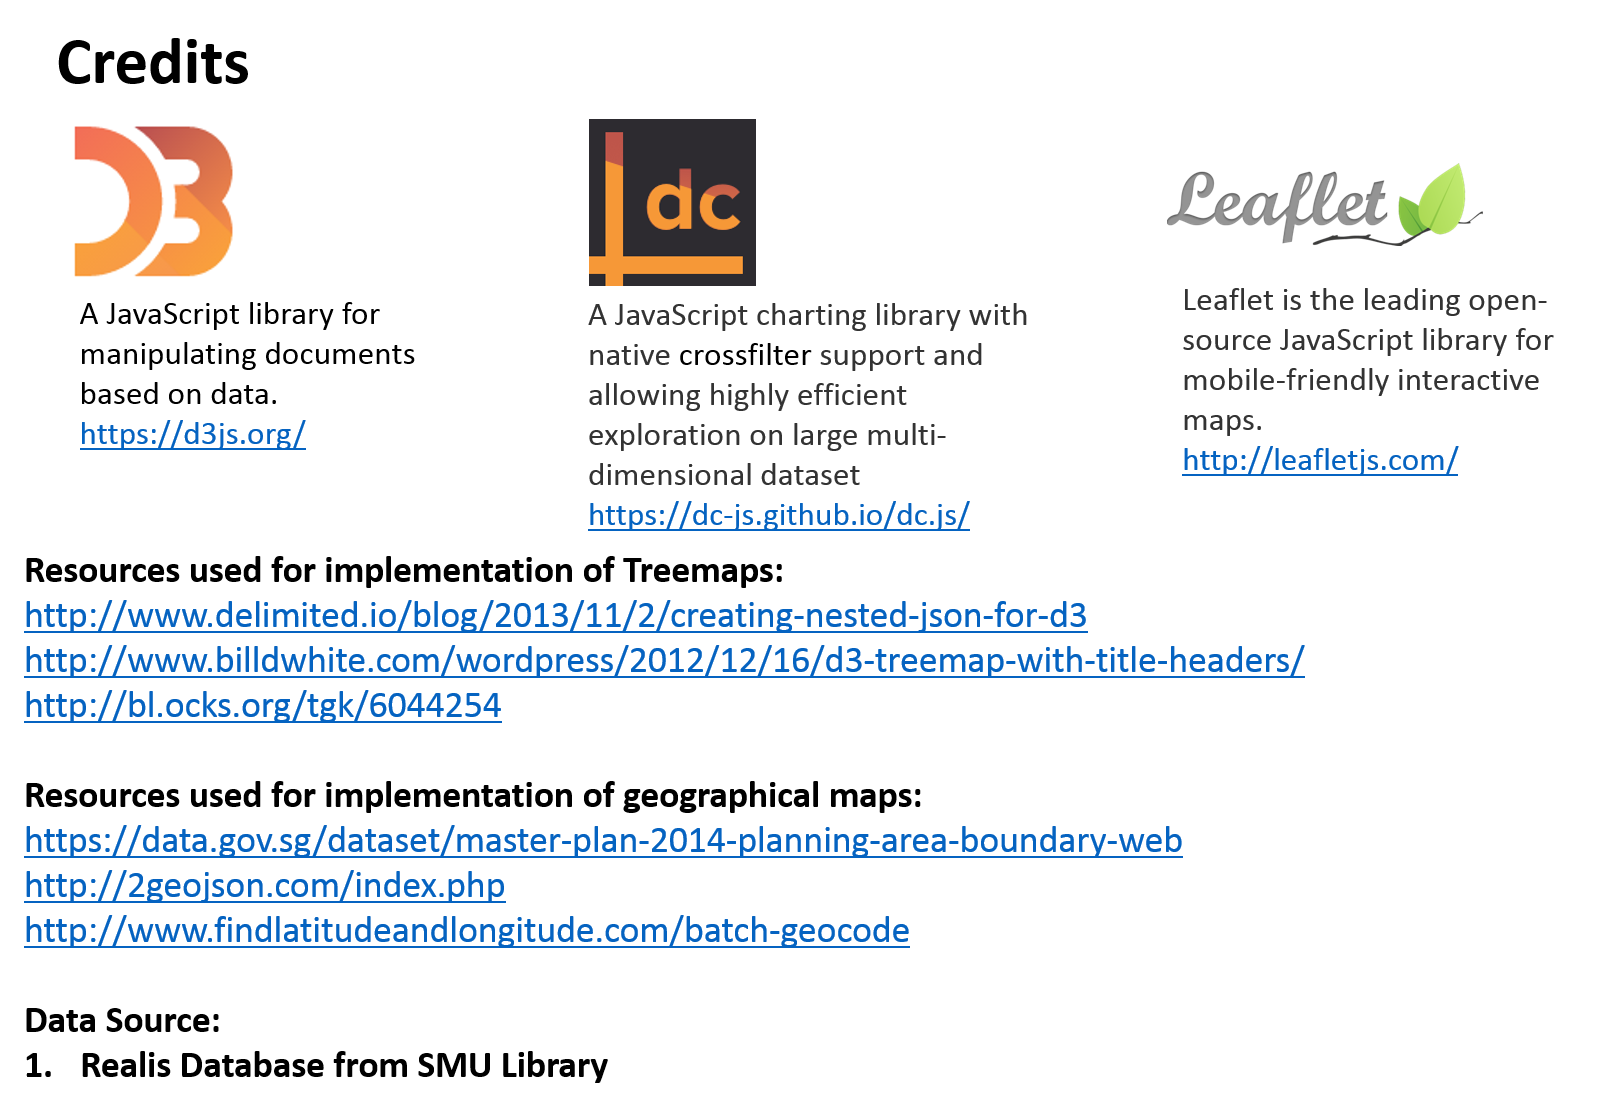 Credits
D3
dc
Leaflet
A JavaScript library for
manipulating documents
based on data.
https://d3js.org/
A JavaScript charting library with
native crossfilter support and
allowing highly efficient
exploration on large multi-
dimensional dataset
https://dc-js.github.io/dc.js/
Leaflet is the leading open-
source JavaScript library for
mobile-friendly interactive
maps.
http://leafletjs.com/
Resources used for implementation of Treemaps:
http://www.delimited.io/blog/2013/11/2/creating-nested-json-for-d3
http://www.billdwhite.com/wordpress/2012/12/16/d3-treemap-with-title-headers/
http://bl.ocks.org/tgk/6044254
Resources used for implementation of geographical maps:
https://data.gov.sg/dataset/master-plan-2014-planning-area-boundary-web
http://2geojson.com/index.php
http://www.findlatitudeandlongitude.com/batch-geocode
Data Source:
1. Realis Database from SMU Library